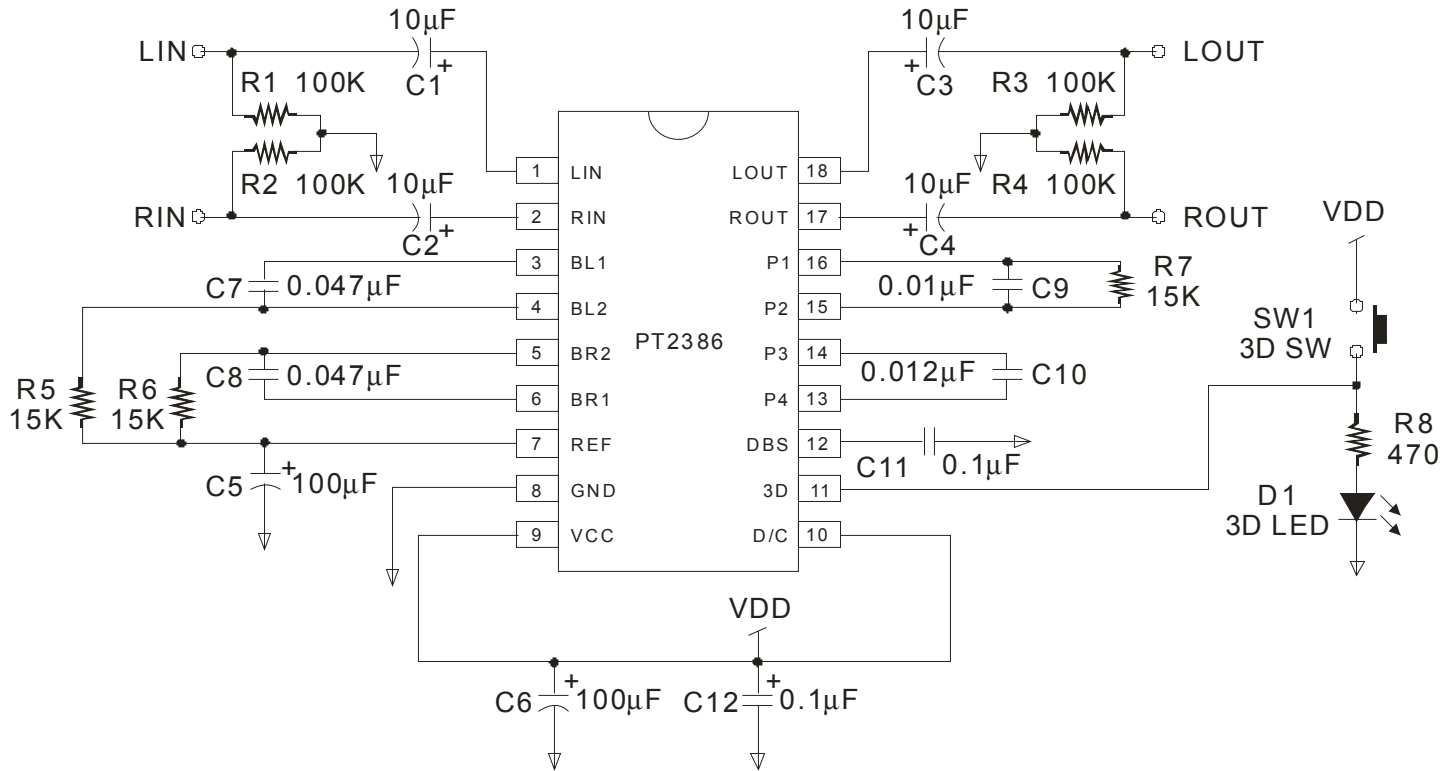 10μF
10μF
LIN
LOUT
C1
+
+
C3
R1 100K
R3 100K
R2 100K
R4 100K
10μF
10μF
RIN
ROUT
C2
+
+
C4
1 LIN
LOUT 18
2 RIN
ROUT 17
3 BL1
P1 16
4 BL2
P2 15
5 BR2
P3 14
6 BR1
P4 13
7 REF
DBS 12
8 GND
3D 11
9 VCC
D/C 10
PT2386
C7 0.047μF
C8 0.047μF
R5
15K
R6
15K
C5
+
100μF
0.01μF C9
R7
15K
0.012μF C10
C11 0.1μF
VDD
SW1
3D SW
R8
470
D1
3D LED
VDD
C6
+
100μF
C12
+
0.1μF